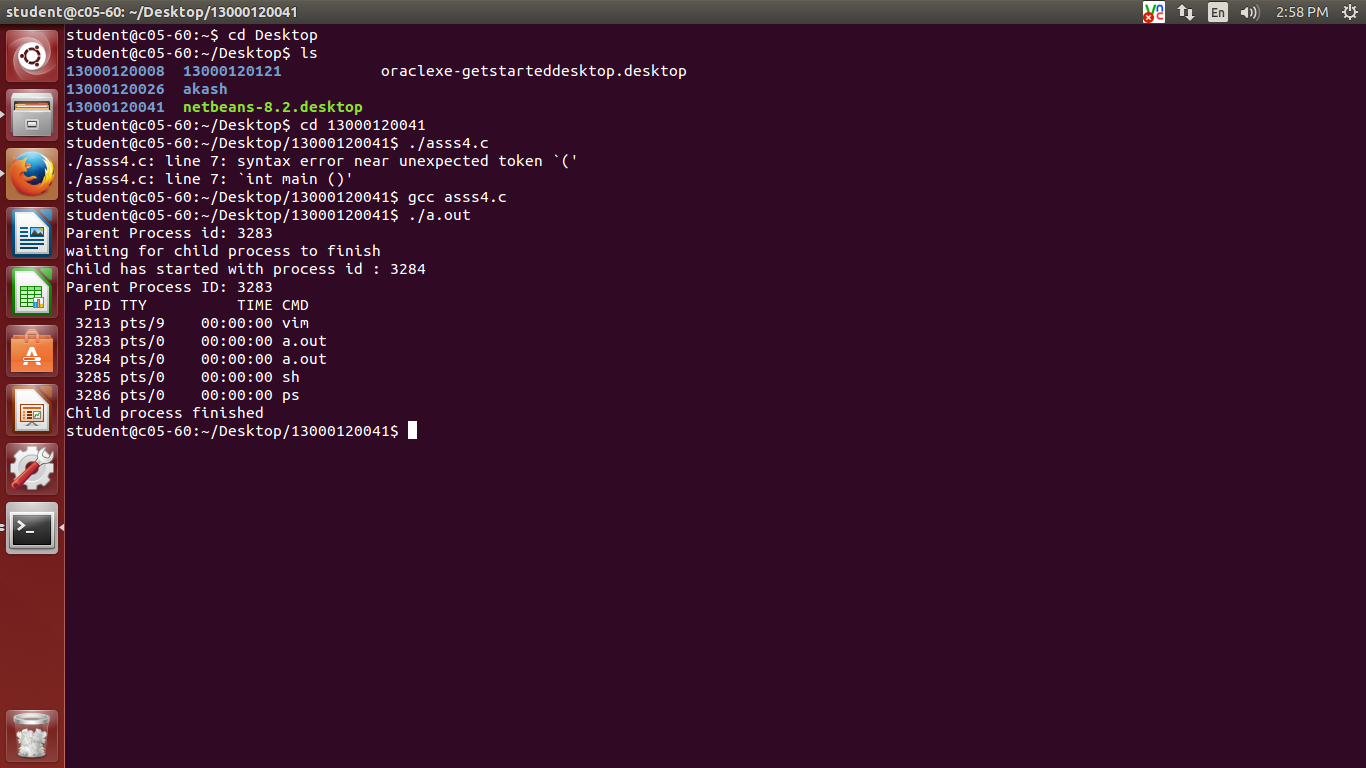 student@c05-60: ~/Desktop/13000120041
En
2:58 PM
student@c05-60:~$ cd Desktop
student@c05-60:~/Desktop$ ls
13000120008  13000120121           oraclexe-getstarteddesktop.desktop
13000120026  akash
13000120041  netbeans-8.2.desktop
student@c05-60:~/Desktop$ cd 13000120041
student@c05-60:~/Desktop/13000120041$ ./asss4.c
./asss4.c: line 7: syntax error near unexpected token `('
./asss4.c: line 7: `int main ()'
student@c05-60:~/Desktop/13000120041$ gcc asss4.c
student@c05-60:~/Desktop/13000120041$ ./a.out
Parent Process id: 3283
waiting for child process to finish
Child has started with process id : 3284
Parent Process ID: 3283
  PID TTY          TIME CMD
 3213 pts/9    00:00:00 vim
 3283 pts/0    00:00:00 a.out
 3284 pts/0    00:00:00 a.out
 3285 pts/0    00:00:00 sh
 3286 pts/0    00:00:00 ps
Child process finished
student@c05-60:~/Desktop/13000120041$